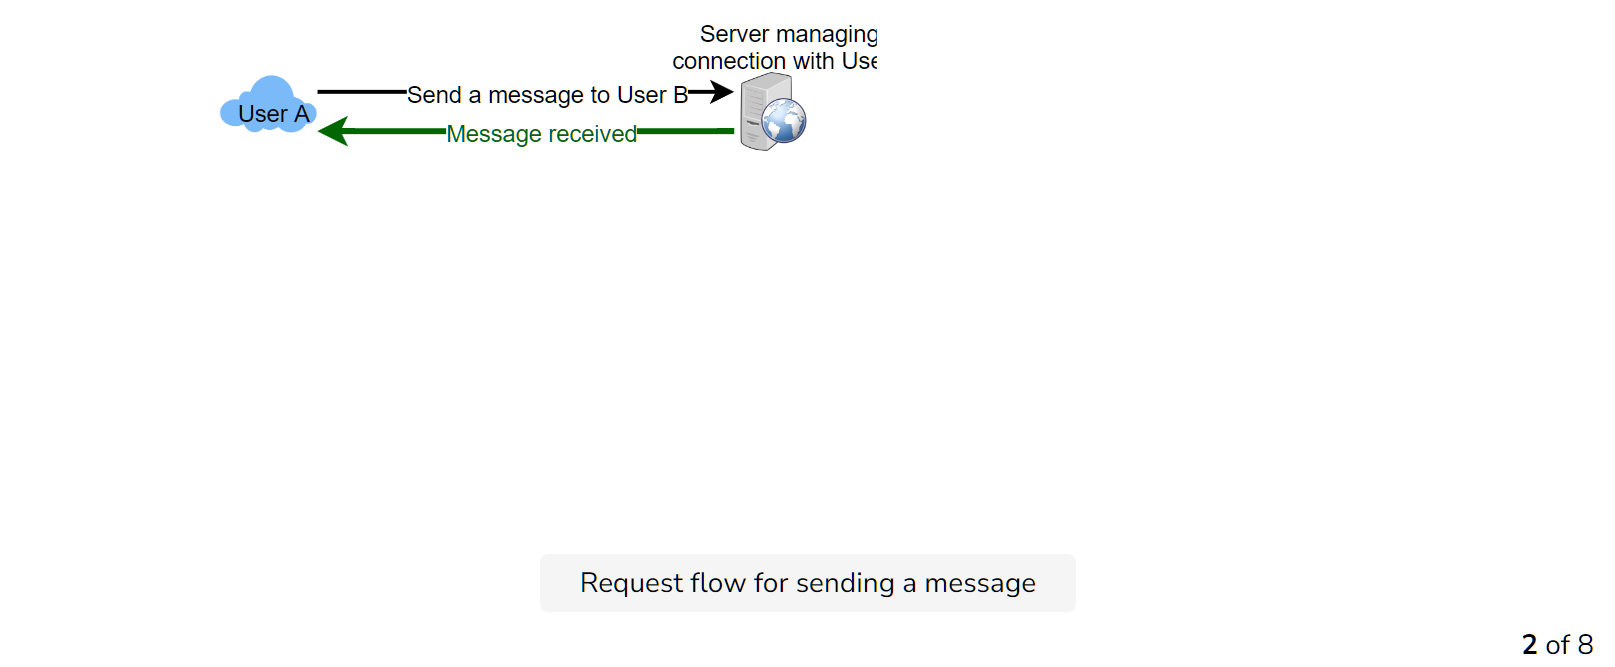 Server managing
connection with Use
Send a message to User B
User A
Message received
Request flow for sending a message
2 of 8